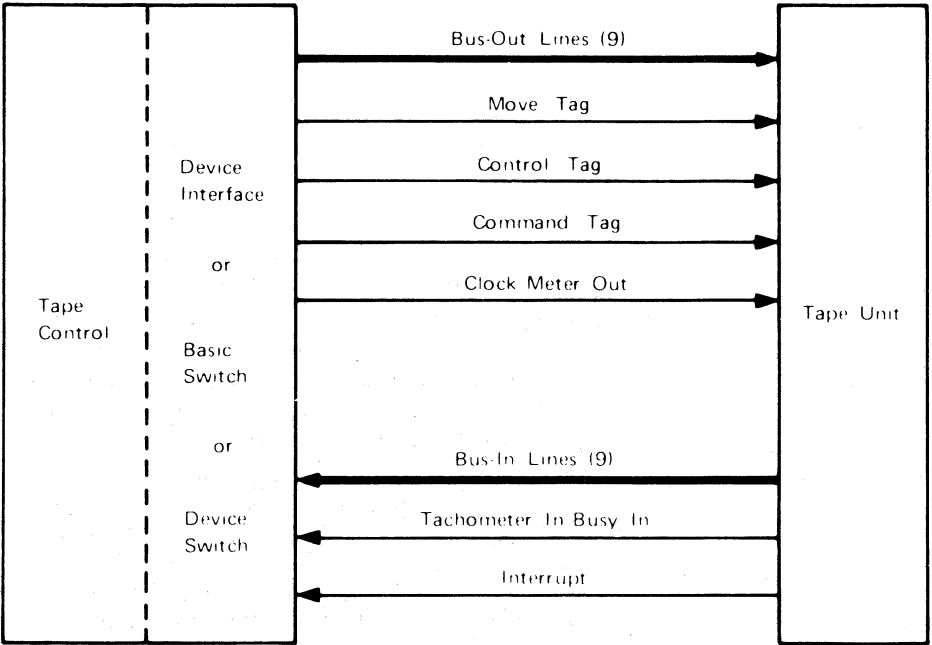 Bus-Out Lines (9)
Move Tag
Control Tag
Command Tag
Clock Meter Out
Device
Interface
or
Basic
Switch
or
Device
Switch
Tape
Control
Tape Unit
Bus-In Lines (9)
Tachometer In Busy In
Interrupt